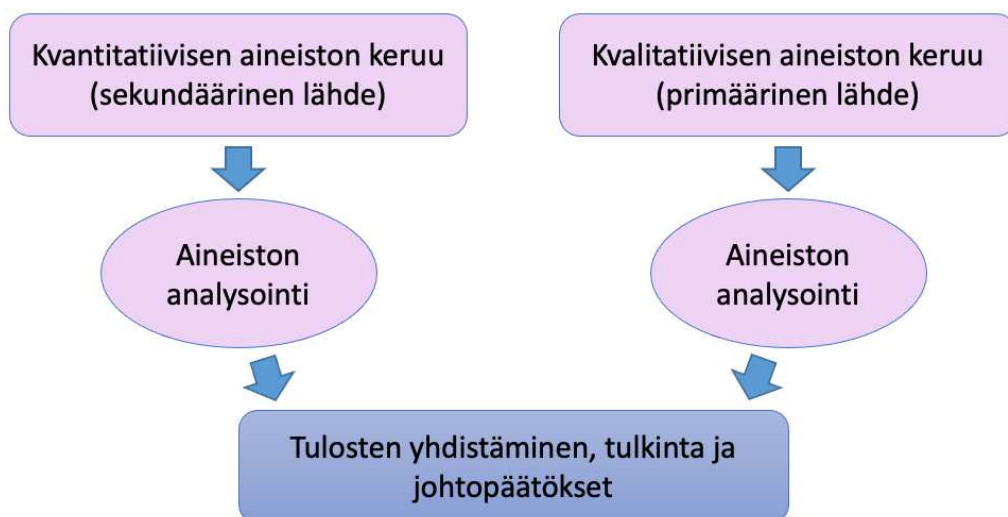 Kvantitatiivisen aineiston keruu
(sekundäärinen lähde)
Kvalitatiivisen aineiston keruu
(primäärinen lähde)
Aineiston
analysointi
Aineiston
analysointi
Tulosten yhdistäminen, tulkinta ja
johtopäätökset